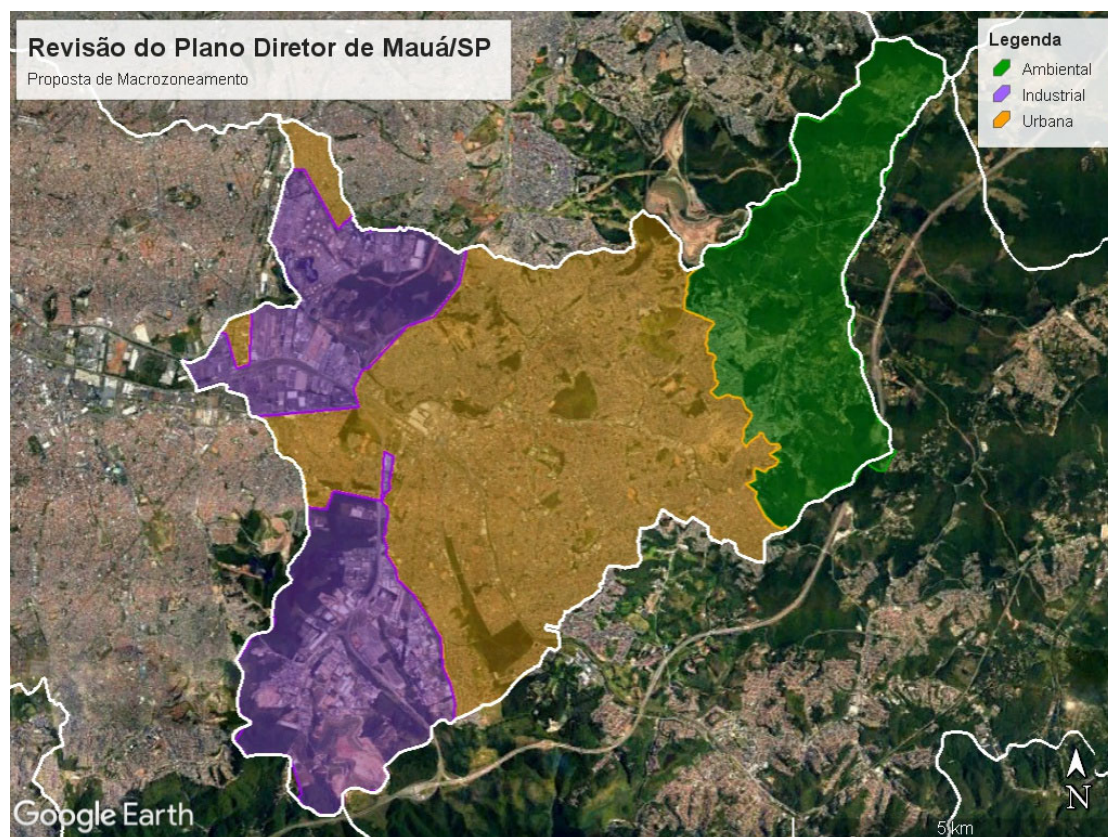 Revisão do Plano Diretor de Mauá/SP
Proposta de Macrozoneamento
Legenda
Ambiental
Industrial
Urbana
N
Google Earth
5 km